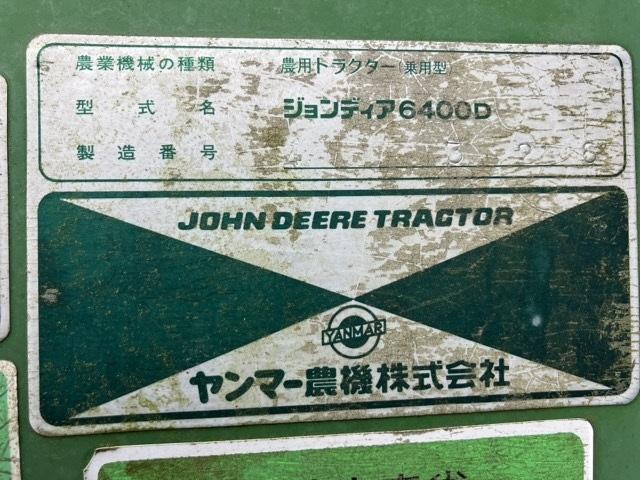 農業機械の種類 農用トラクター(乗用型)
型式名 ジョンディア6400D
製造番号
JOHN DEERE TRACTOR
YANMAR
ヤンマー農機株式会社